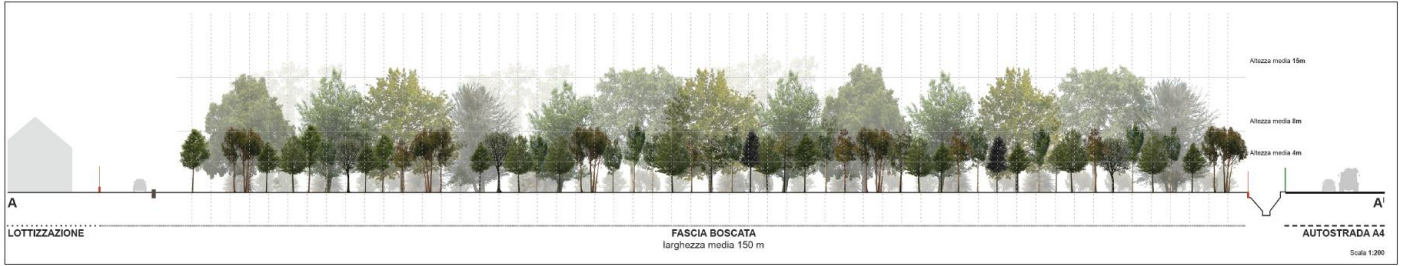 Altezza media 15m
Altezza media 8m
Altezza media 4m
A
A'
LOTTIZZAZIONE
FASCIA BOSCATA
AUTOSTRADA A4
larghezza media 150 m
Scala 1:200